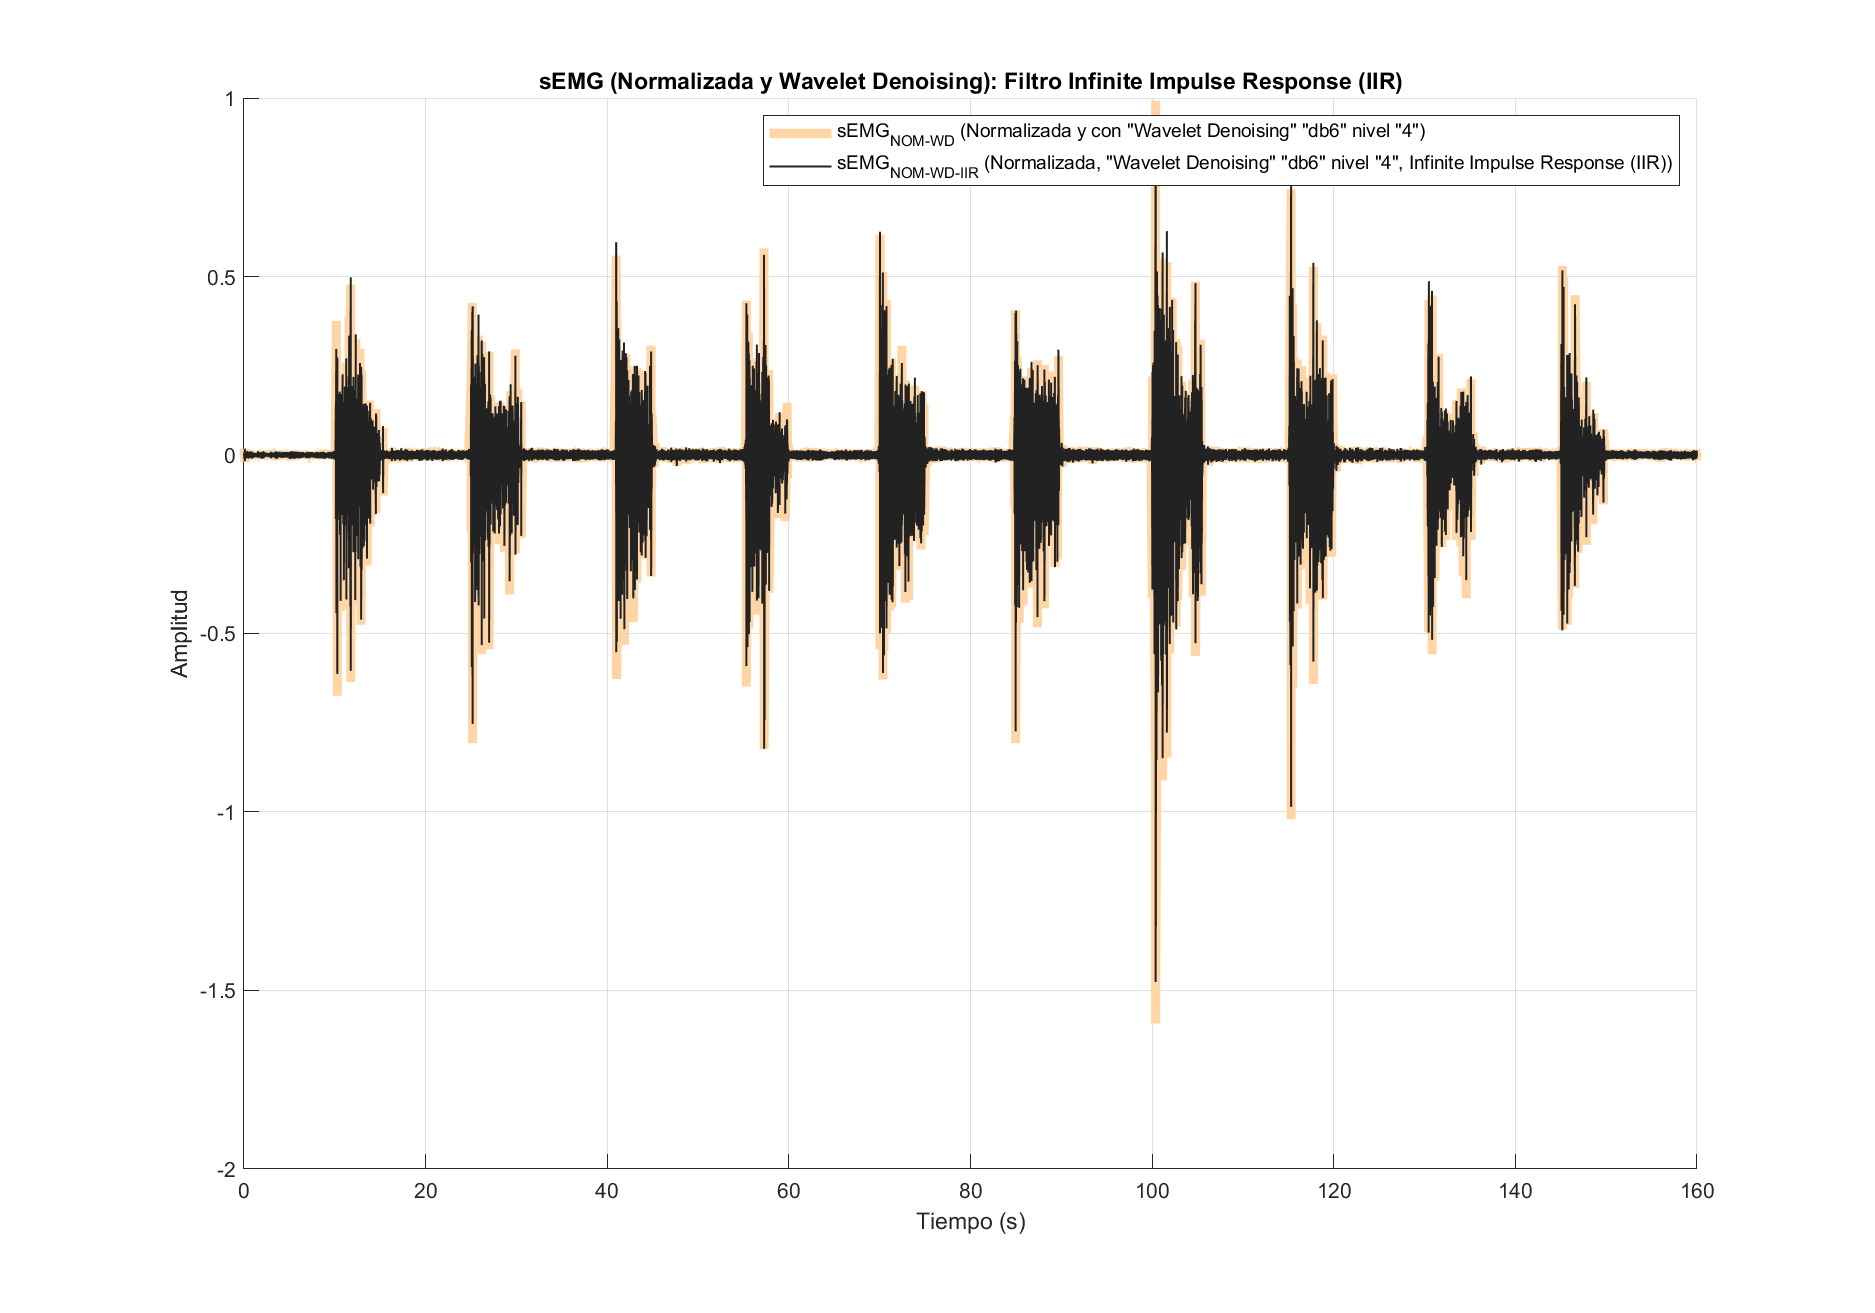 sEMG (Normalizada y Wavelet Denoising): Filtro Infinite Impulse Response (IIR)
sEMG_NOM-WD (Normalizada y con "Wavelet Denoising" "db6" nivel "4")
sEMG_NOM-WD-IIR (Normalizada, "Wavelet Denoising" "db6" nivel "4", Infinite Impulse Response (IIR))
1
0.5
0
-0.5
-1
-1.5
-2
Amplitud
0 20 40 60 80 100 120 140 160
Tiempo (s)